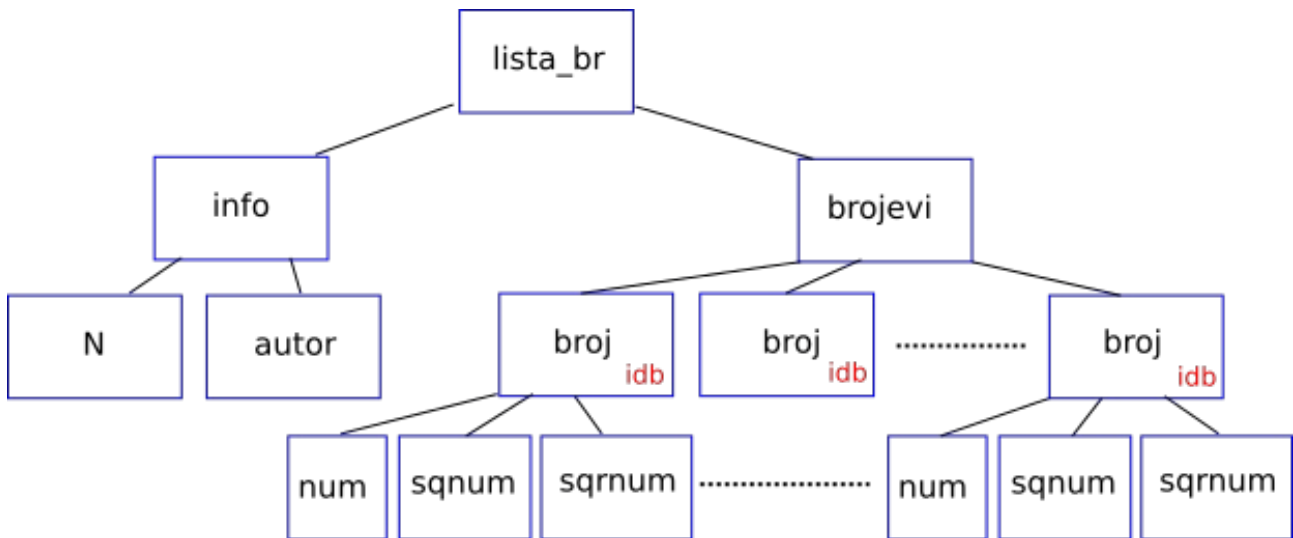 lista_br
info
brojevi
N
autor
broj
idb
broj
idb
broj
idb
num
sqnum
sqrnum
num
sqnum
sqrnum